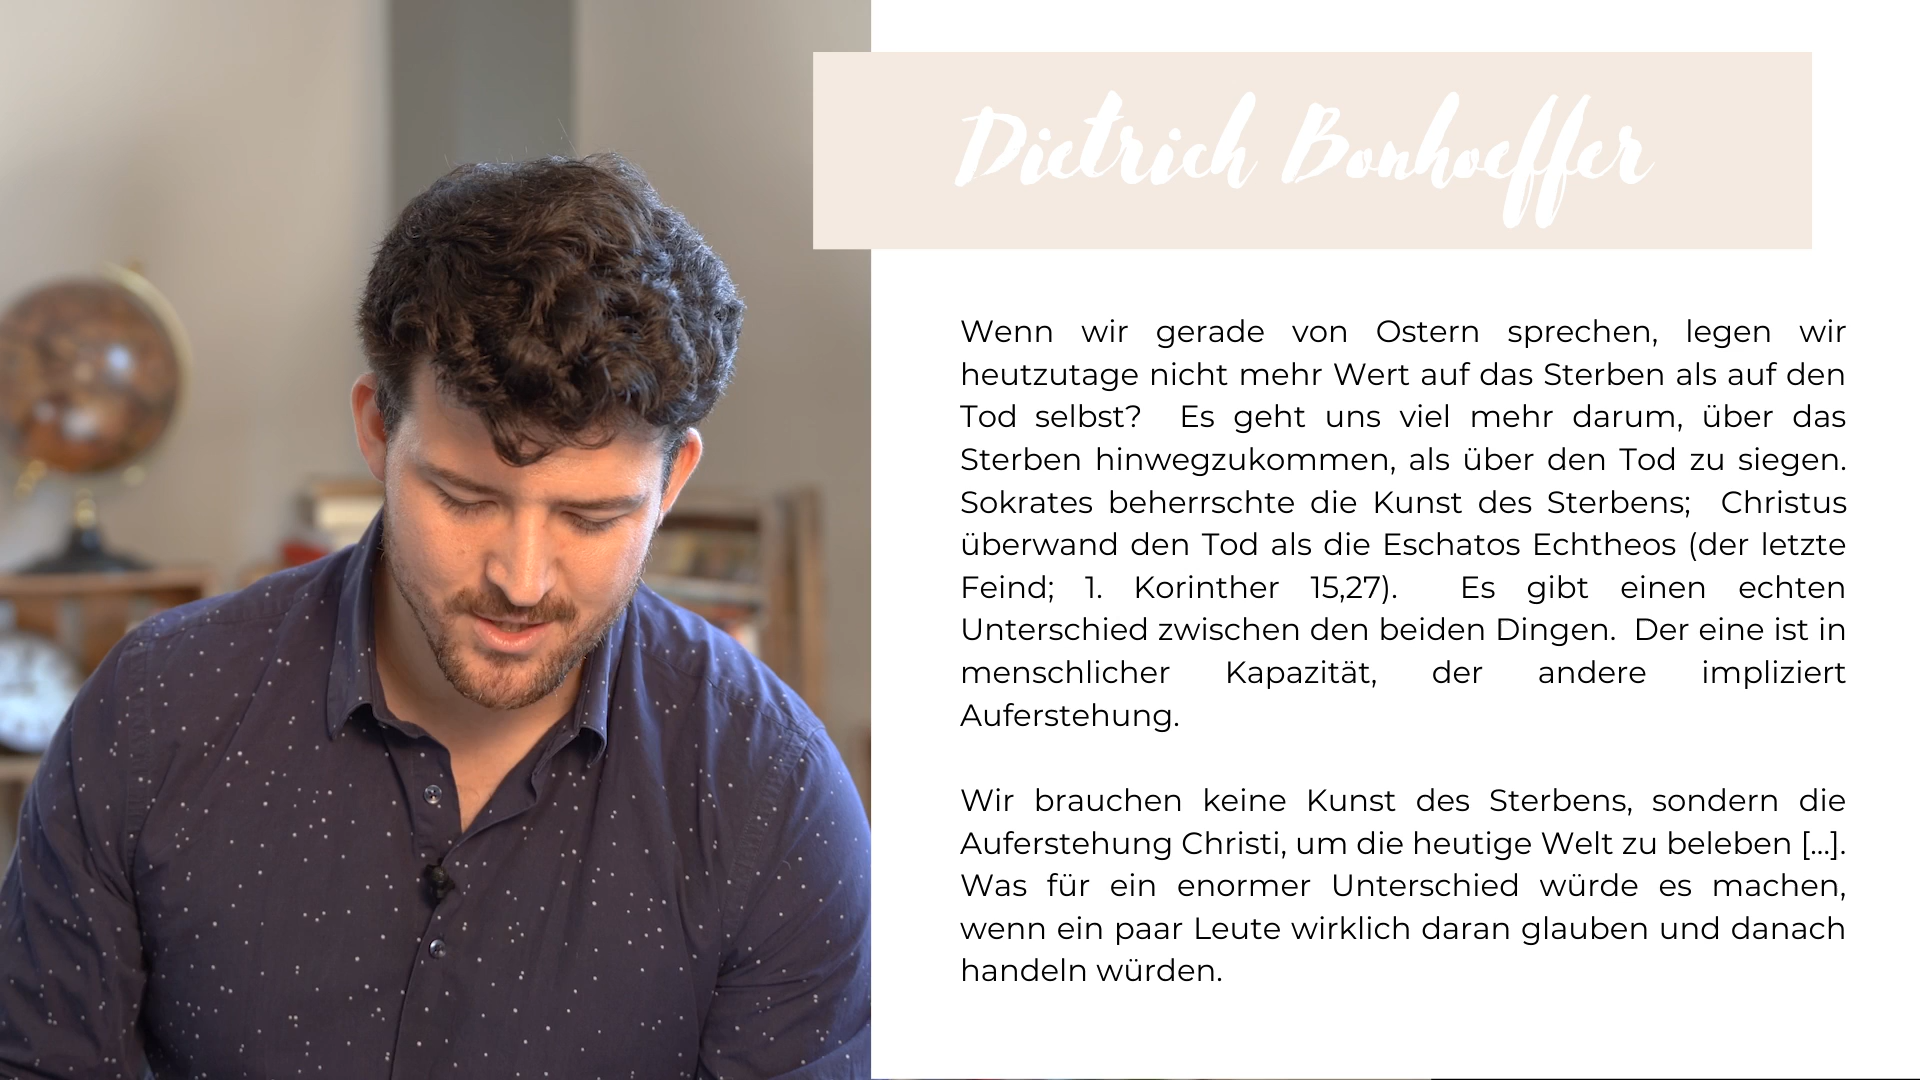 Dietrich Bonhoeffer
Wenn wir gerade von Ostern sprechen, legen wir
heutzutage nicht mehr Wert auf das Sterben als auf den
Tod selbst?  Es geht uns viel mehr darum, über das
Sterben hinwegzukommen, als über den Tod zu siegen.
Sokrates beherrschte die Kunst des Sterbens;  Christus
überwand den Tod als die Eschatos Echtheos (der letzte
Feind; 1. Korinther 15,27).  Es gibt einen echten
Unterschied zwischen den beiden Dingen.  Der eine ist in
menschlicher Kapazität, der andere impliziert
Auferstehung.
Wir brauchen keine Kunst des Sterbens, sondern die
Auferstehung Christi, um die heutige Welt zu beleben [...].
Was für ein enormer Unterschied würde es machen,
wenn ein paar Leute wirklich daran glauben und danach
handeln würden.